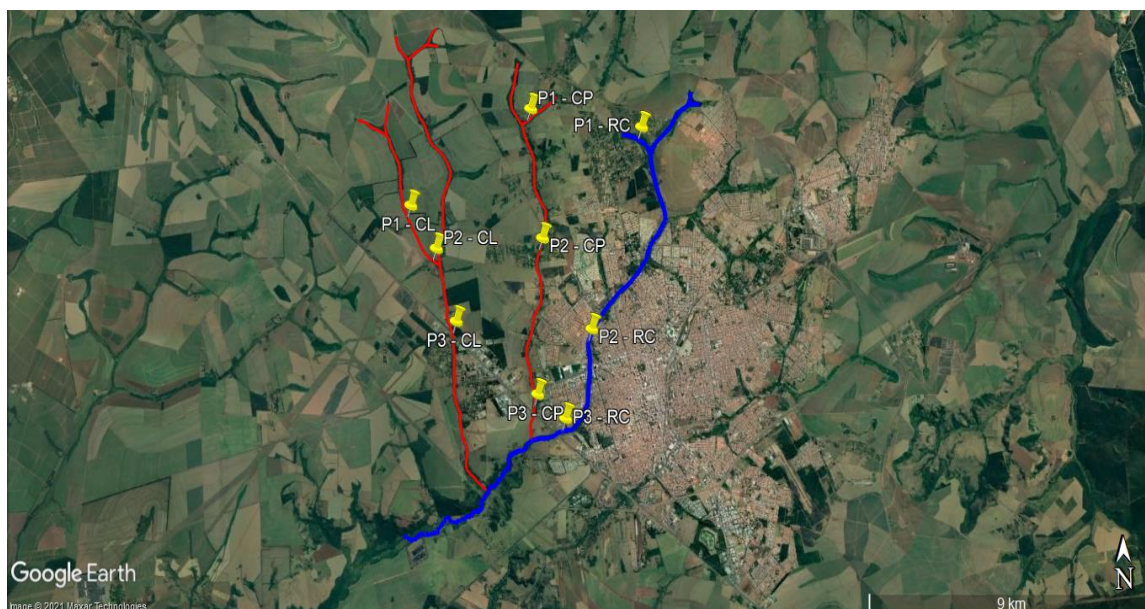 P1 - CP
P1 - RC
P1 - CL
P2 - CL
P2 - CP
P3 - CL
P2 - RC
P3 - CP
P3 - RC
Google Earth
Image © 2021 Maxar Technologies
N
9 km